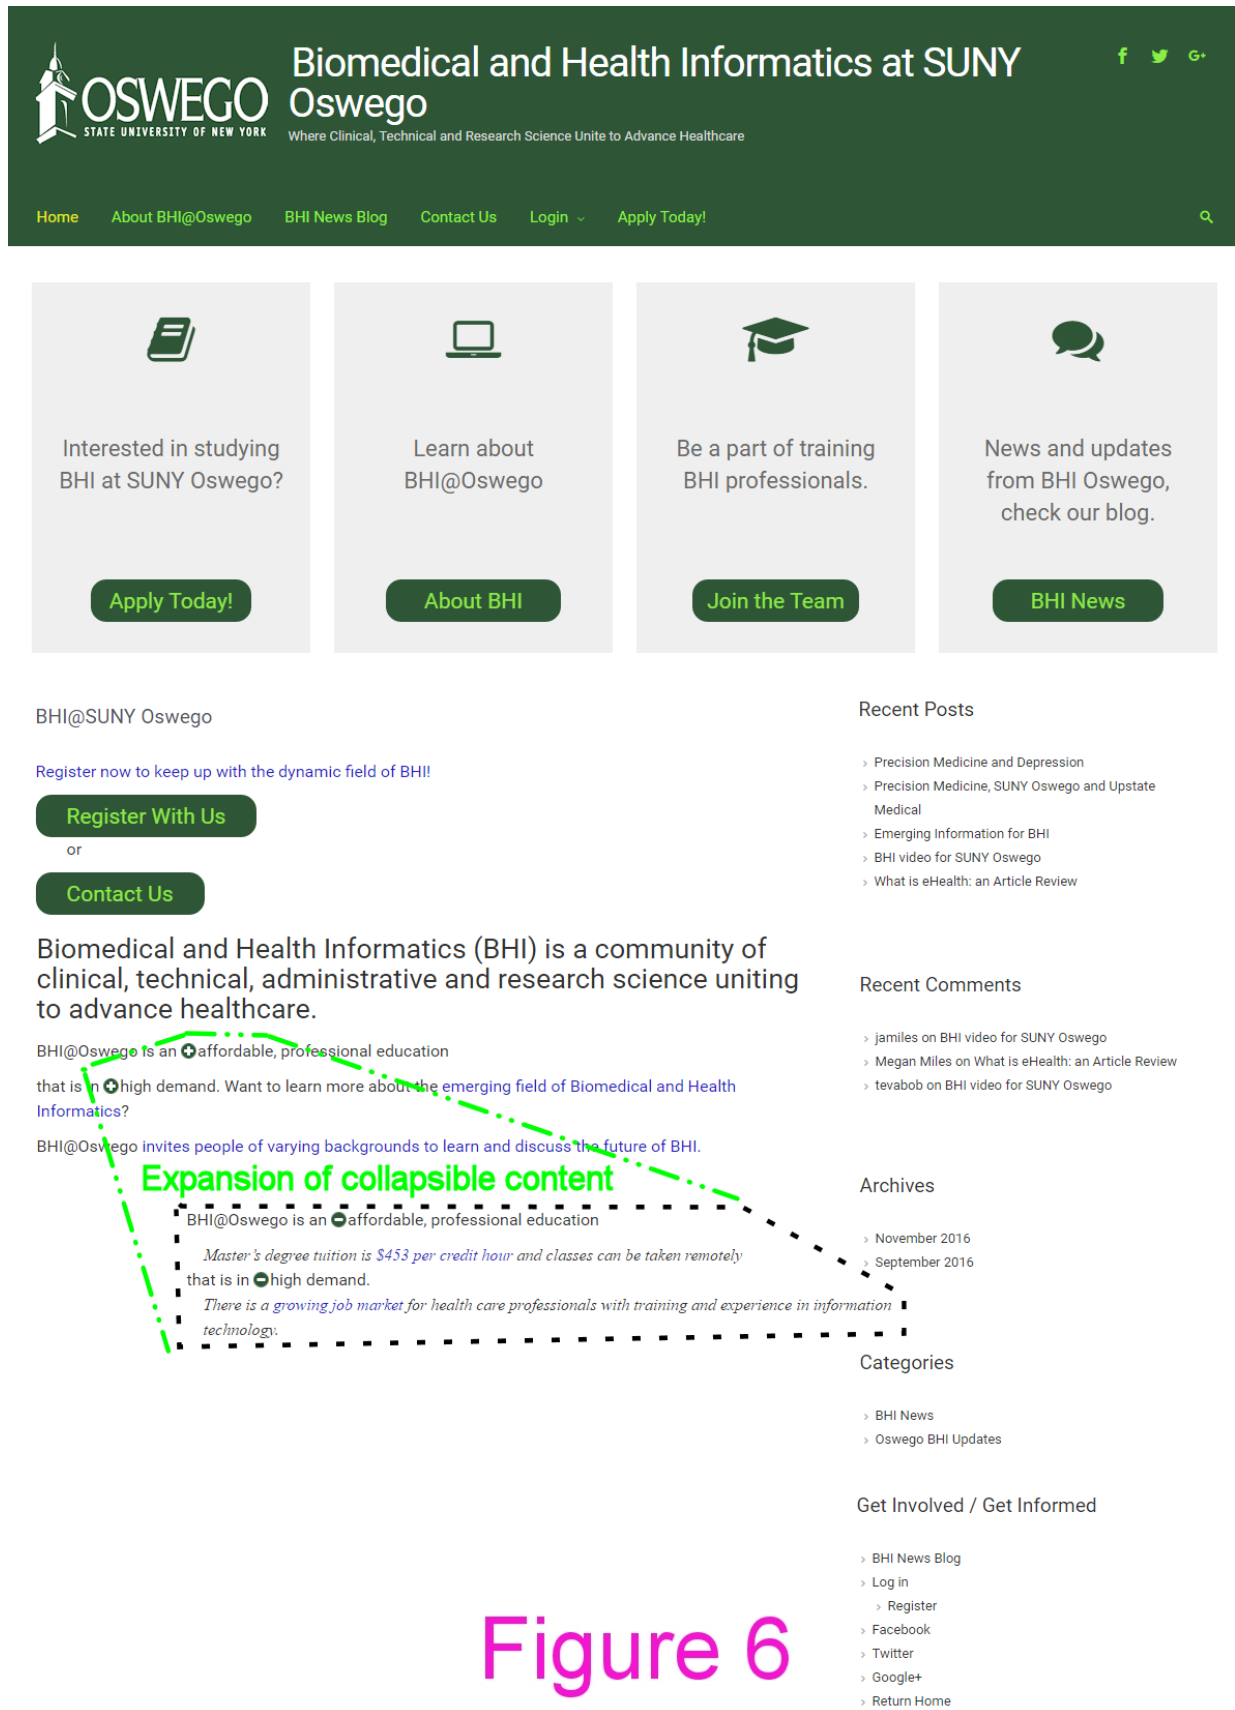 OSWEGO
STATE UNIVERSITY OF NEW YORK
Biomedical and Health Informatics at SUNY
Oswego
Where Clinical, Technical and Research Science Unite to Advance Healthcare
f G+
Home About BHI@Oswego BHI News Blog Contact Us Login Apply Today!
Interested in studying
BHI at SUNY Oswego?
Apply Today!
Learn about
BHI@Oswego
About BHI
Be a part of training
BHI professionals.
Join the Team
News and updates
from BHI Oswego,
check our blog.
BHI News
BHI@SUNY Oswego
Register now to keep up with the dynamic field of BHI!
Register With Us
or
Contact Us
Biomedical and Health Informatics (BHI) is a community of
clinical, technical, administrative and research science uniting
to advance healthcare.
BHI@Oswego is an affordable, professional education
that is in high demand. Want to learn more about the emerging field of Biomedical and Health
Informatics?
BHI@Oswego invites people of varying backgrounds to learn and discuss the future of BHI.
Expansion of collapsible content
BHI@Oswego is an affordable, professional education
Master's degree tuition is $453 per credit hour and classes can be taken remotely
that is in high demand.
There is a growing job market for health care professionals with training and experience in information
technology.
Recent Posts
Precision Medicine and Depression
Precision Medicine, SUNY Oswego and Upstate
Medical
Emerging Information for BHI
BHI video for SUNY Oswego
What is eHealth: an Article Review
Recent Comments
jamiles on BHI video for SUNY Oswego
Megan Miles on What is eHealth: an Article Review
tevabob on BHI video for SUNY Oswego
Archives
November 2016
September 2016
Categories
BHI News
Oswego BHI Updates
Get Involved / Get Informed
BHI News Blog
Log in
Register
Facebook
Twitter
Google+
Return Home
Figure 6